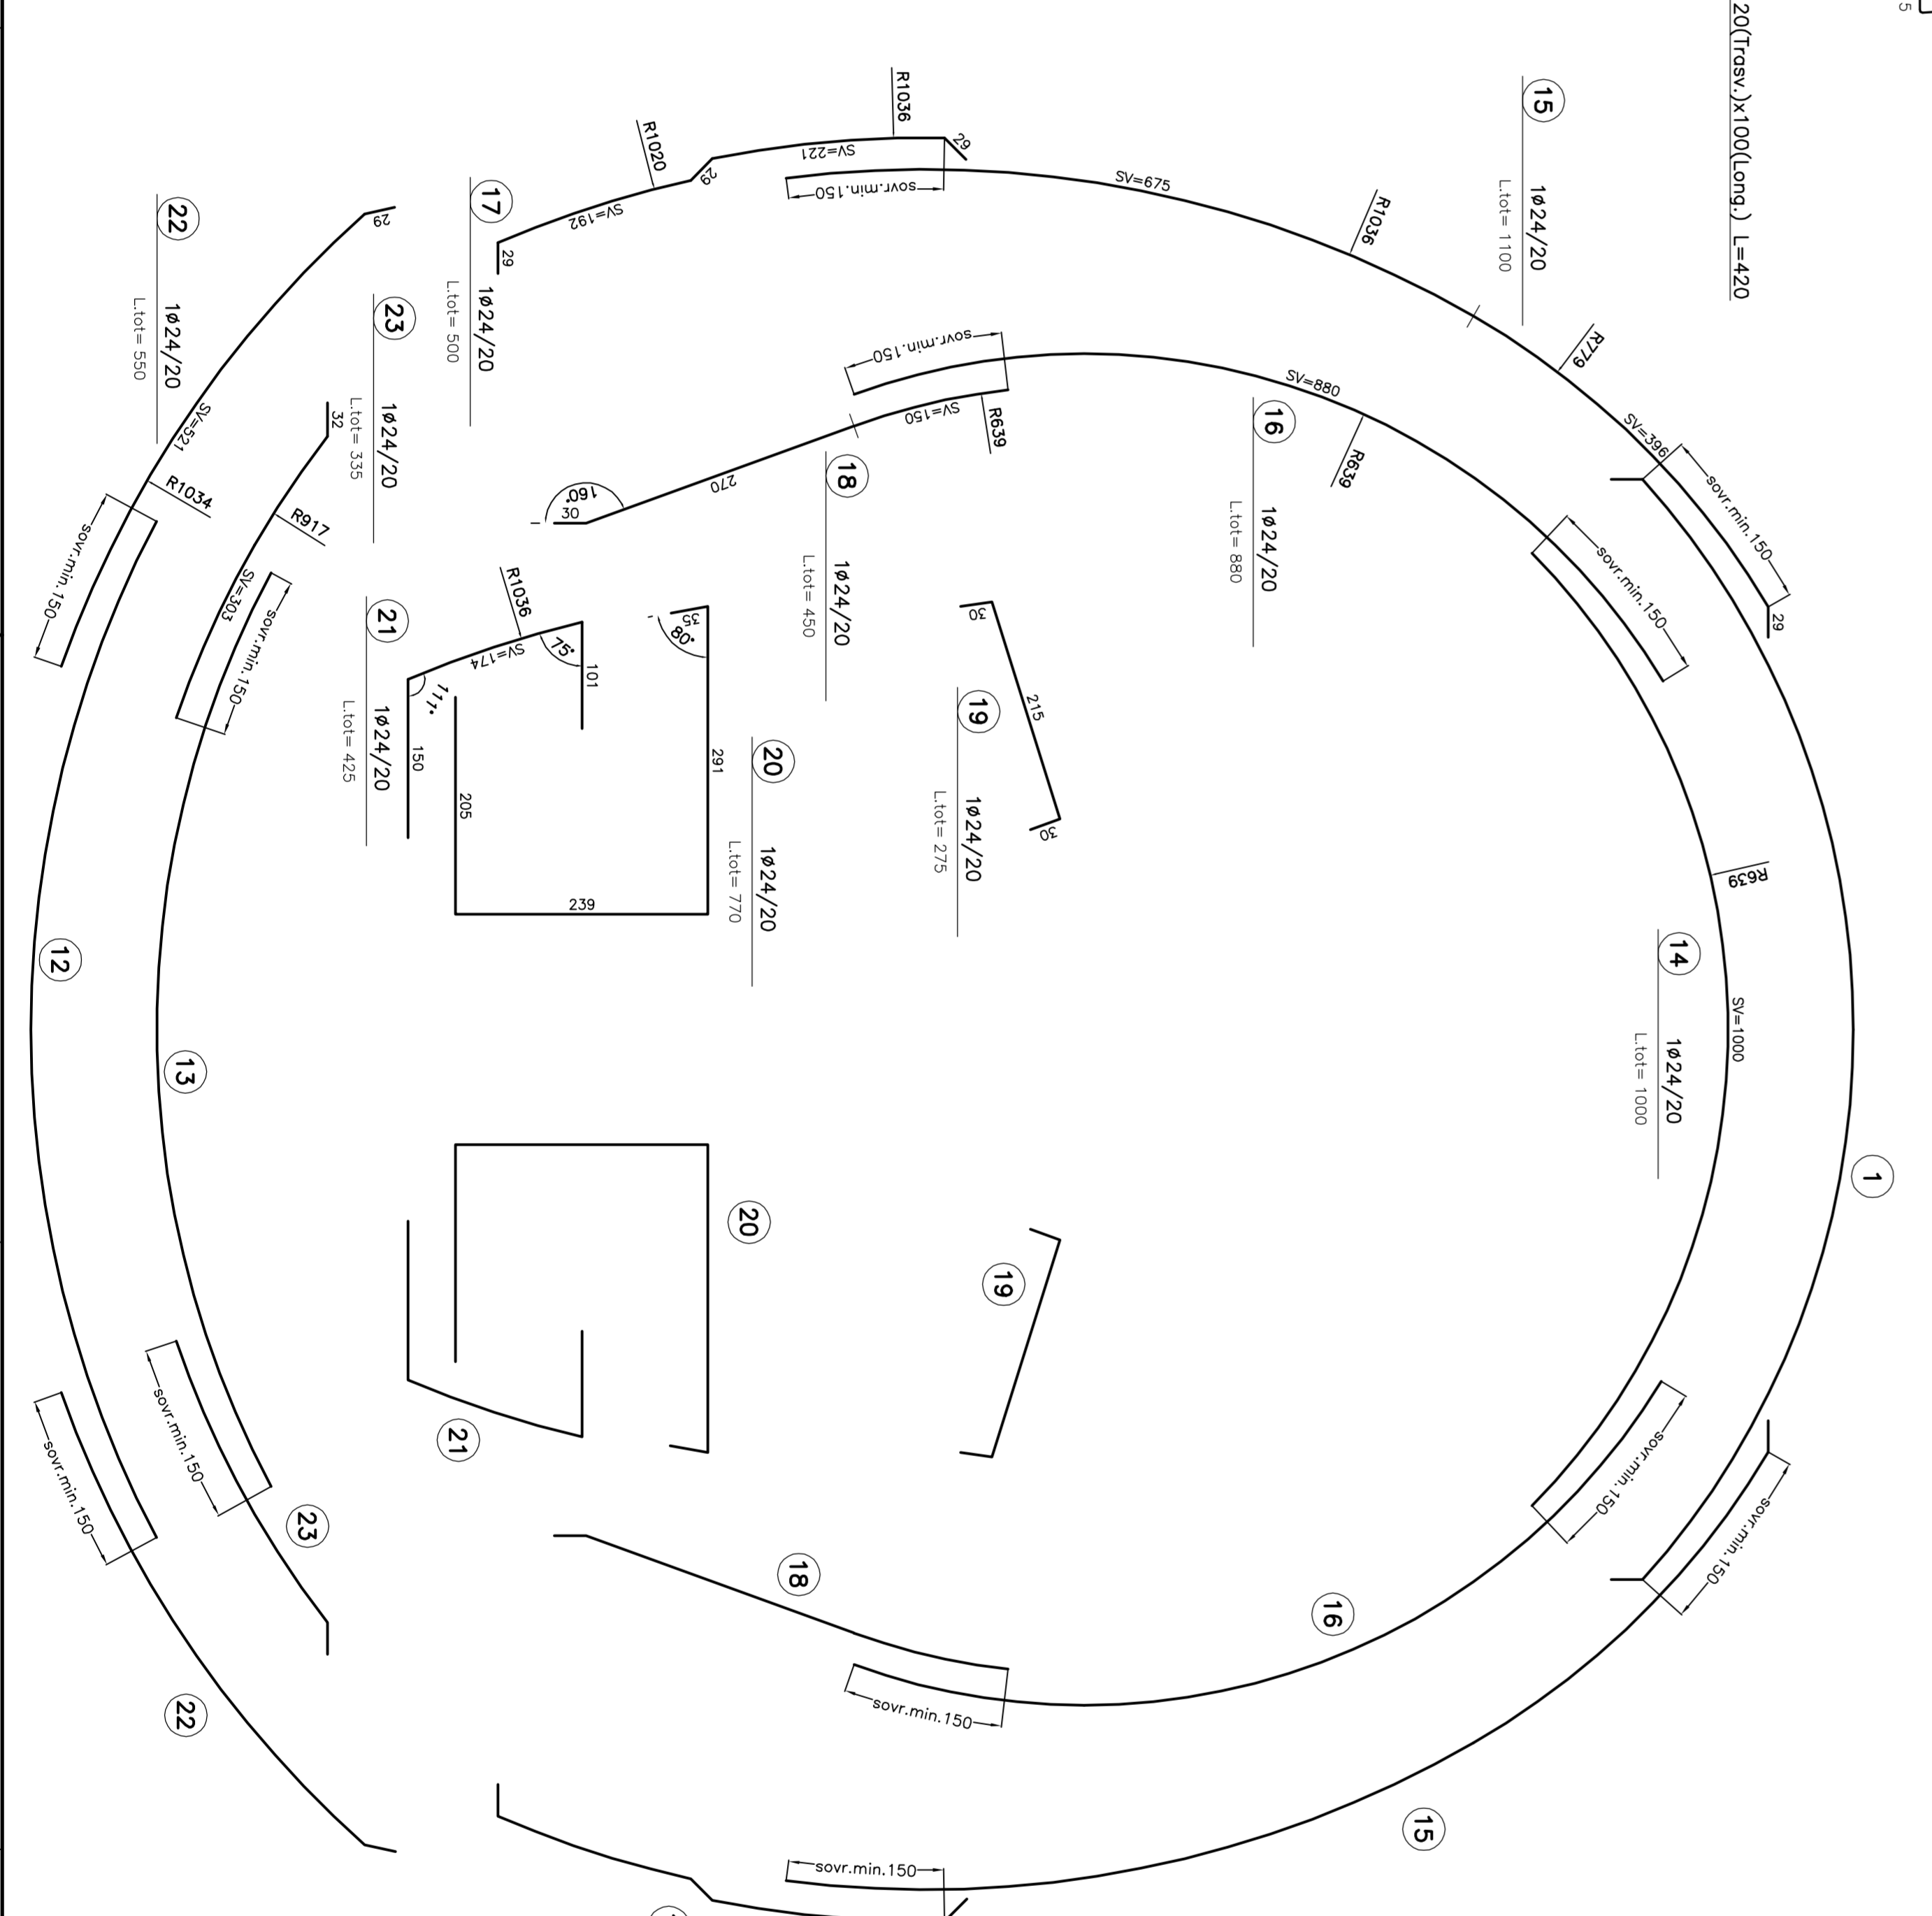 5
20(Trasv.)x100(Long.) L=420
15
1ø24/20
L.tot= 1100
R1036
29
SV=221
sovr.min.150
SV=675
R1036
R779
SV=396
sovr.min.150
29
R1020
29
SV=192
29
17
1ø24/20
L.tot= 500
22
1ø24/20
L.tot= 550
29
SV=521
R1034
sovr.min.150
23
1ø24/20
L.tot= 335
32
R917
SV=303
sovr.min.150
16
1ø24/20
L.tot= 880
SV=880
R639
sovr.min.150
sovr.min.150
SV=150
R639
18
1ø24/20
L.tot= 450
270
160°
30
19
1ø24/20
L.tot= 275
30
215
30
20
1ø24/20
L.tot= 770
35
80°
291
239
205
21
1ø24/20
L.tot= 425
R1036
SV=174
75°
101
117°
150
14
1ø24/20
L.tot= 1000
R639
SV=1000
1
12
13
20
19
21
sovr.min.150
sovr.min.150
sovr.min.150
sovr.min.150
23
18
16
sovr.min.150
22
15
sovr.min.150